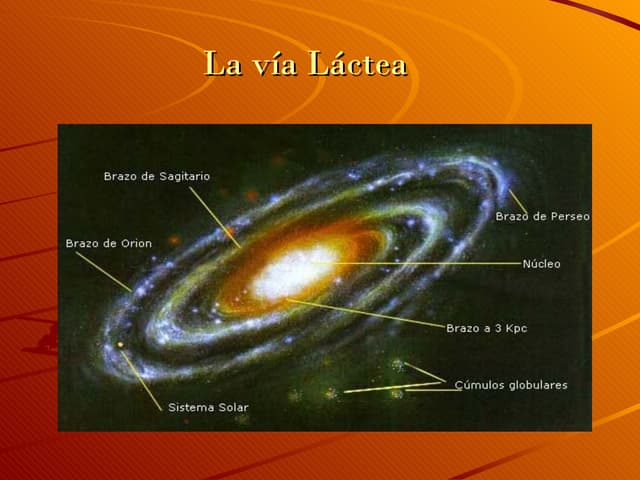 La vía Láctea
Brazo de Sagitario
Brazo de Perseo
Brazo de Orion
Núcleo
Brazo a 3 Kpc
Cúmulos globulares
Sistema Solar